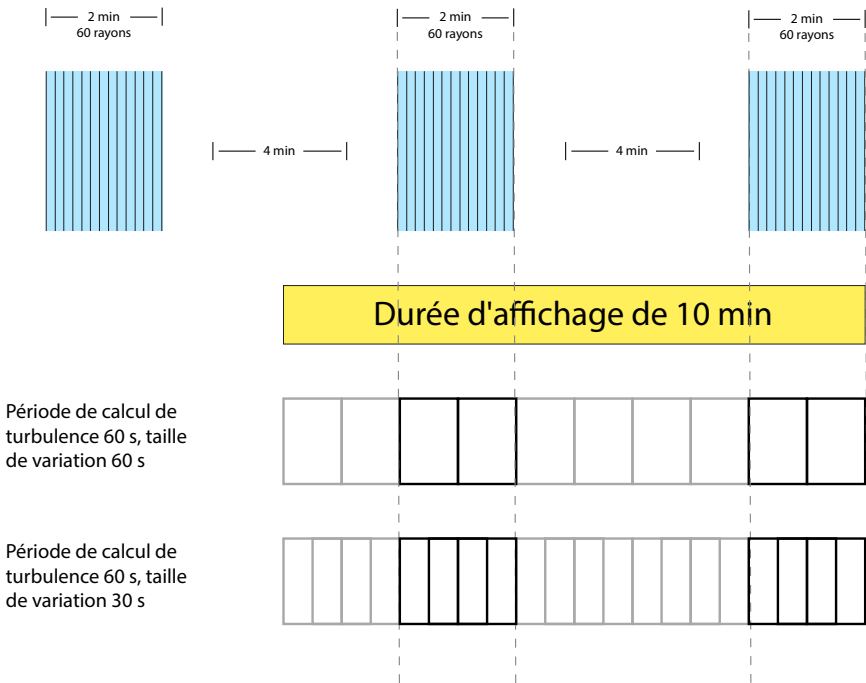 2 min
60 rayons
2 min
60 rayons
2 min
60 rayons
4 min
4 min
Durée d'affichage de 10 min
Période de calcul de
turbulence 60 s, taille
de variation 60 s
Période de calcul de
turbulence 60 s, taille
de variation 30 s